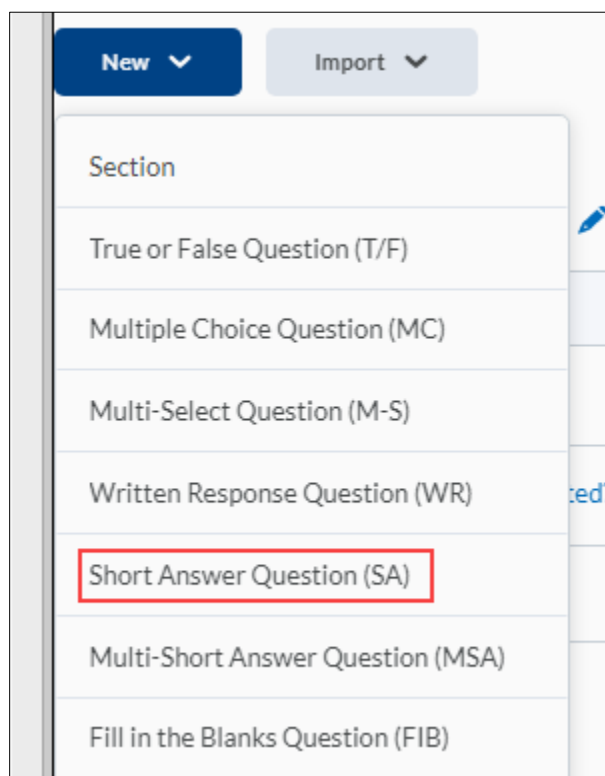 New
Import
Section
True or False Question (T/F)
Multiple Choice Question (MC)
Multi-Select Question (M-S)
Written Response Question (WR)
Short Answer Question (SA)
Multi-Short Answer Question (MSA)
Fill in the Blanks Question (FIB)